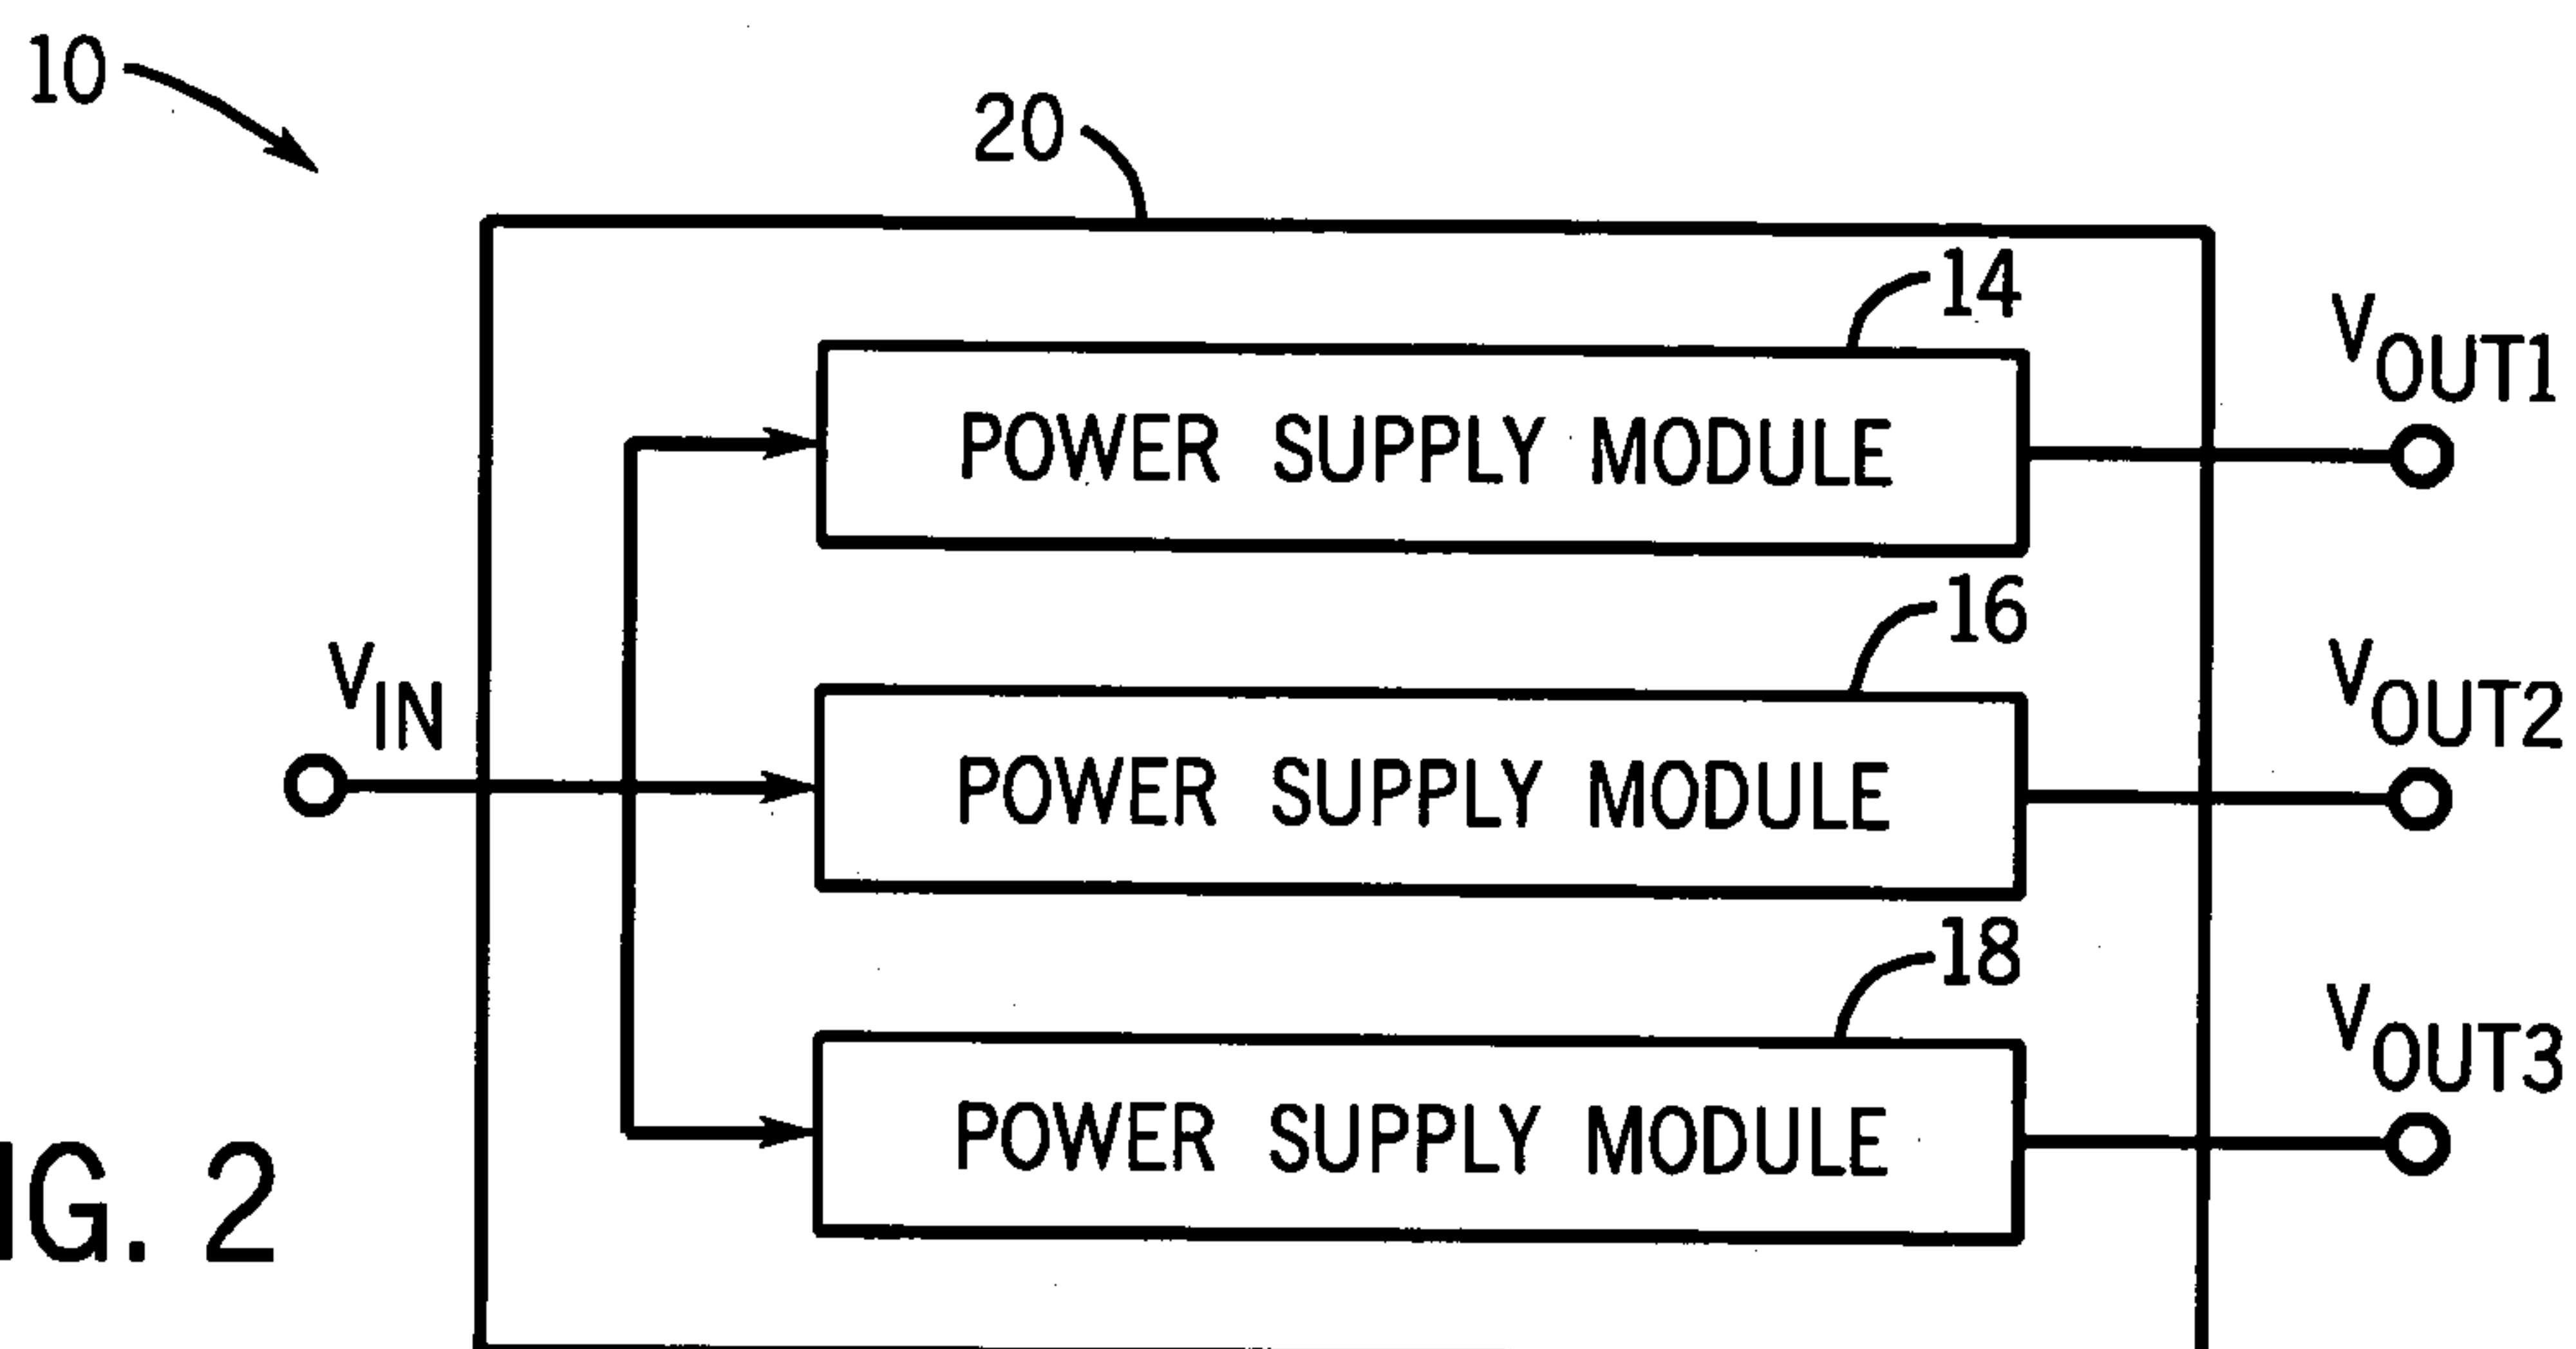 10
20
14
POWER SUPPLY MODULE
VOUT1
16
VIN
POWER SUPPLY MODULE
VOUT2
18
POWER SUPPLY MODULE
VOUT3
IG. 2